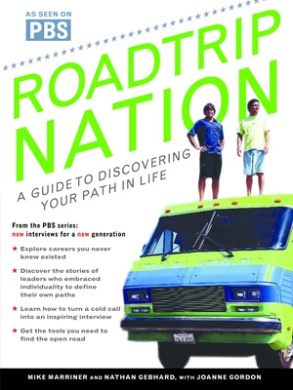 AS SEEN ON
PBS
ROADTRIP
NATION
A GUIDE TO DISCOVERING
YOUR PATH IN LIFE
From the PBS series:
new interviews for a new generation
★ Explore careers you never
knew existed
★ Discover the stories of
leaders who embraced
individuality to define
their own paths
★ Learn how to turn a cold call
into an inspiring interview
★ Get the tools you need to
find the open road
MIKE MARRINER AND NATHAN GEBHARD, WITH JOANNE GORDON